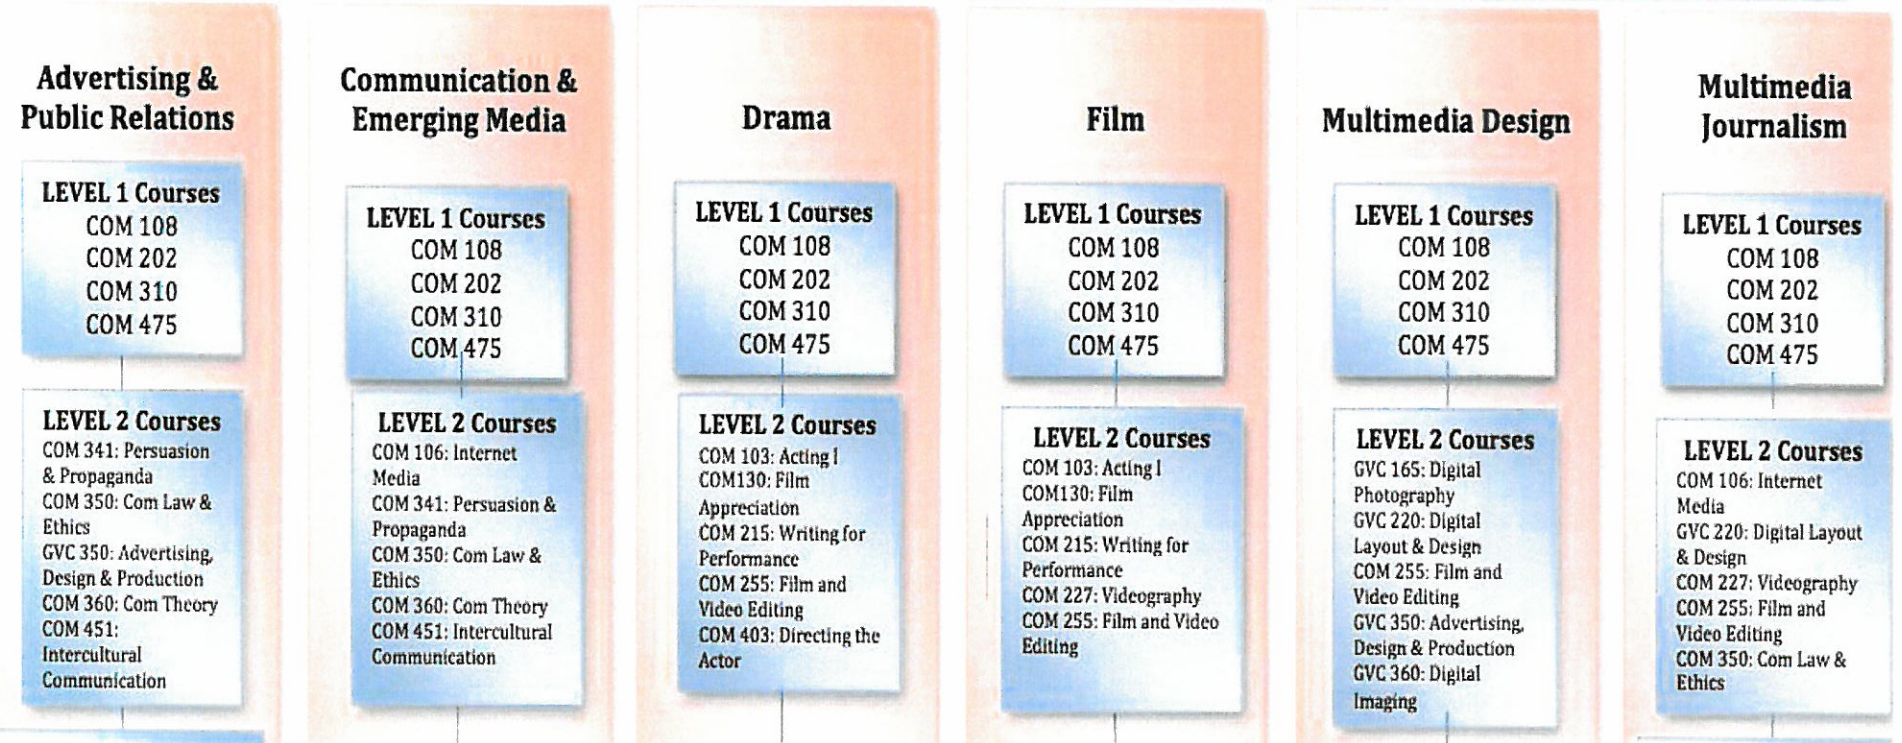 Advertising &
Public Relations
LEVEL 1 Courses
COM 108
COM 202
COM 310
COM 475
LEVEL 2 Courses
COM 341: Persuasion
& Propaganda
COM 350: Com Law &
Ethics
GVC 350: Advertising,
Design & Production
COM 360: Com Theory
COM 451:
Intercultural
Communication
Communication &
Emerging Media
LEVEL 1 Courses
COM 108
COM 202
COM 310
COM 475
LEVEL 2 Courses
COM 106: Internet
Media
COM 341: Persuasion &
Propaganda
COM 350: Com Law &
Ethics
COM 360: Com Theory
COM 451: Intercultural
Communication
Drama
LEVEL 1 Courses
COM 108
COM 202
COM 310
COM 475
LEVEL 2 Courses
COM 103: Acting I
COM130: Film
Appreciation
COM 215: Writing for
Performance
COM 255: Film and
Video Editing
COM 403: Directing the
Actor
Film
LEVEL 1 Courses
COM 108
COM 202
COM 310
COM 475
LEVEL 2 Courses
COM 103: Acting I
COM130: Film
Appreciation
COM 215: Writing for
Performance
COM 227: Videography
COM 255: Film and Video
Editing
Multimedia Design
LEVEL 1 Courses
COM 108
COM 202
COM 310
COM 475
LEVEL 2 Courses
GVC 165: Digital
Photography
GVC 220: Digital
Layout & Design
COM 255: Film and
Video Editing
GVC 350: Advertising,
Design & Production
GVC 360: Digital
Imaging
Multimedia
Journalism
LEVEL 1 Courses
COM 108
COM 202
COM 310
COM 475
LEVEL 2 Courses
COM 106: Internet
Media
GVC 220: Digital Layout
& Design
COM 227: Videography
COM 255: Film and
Video Editing
COM 350: Com Law &
Ethics